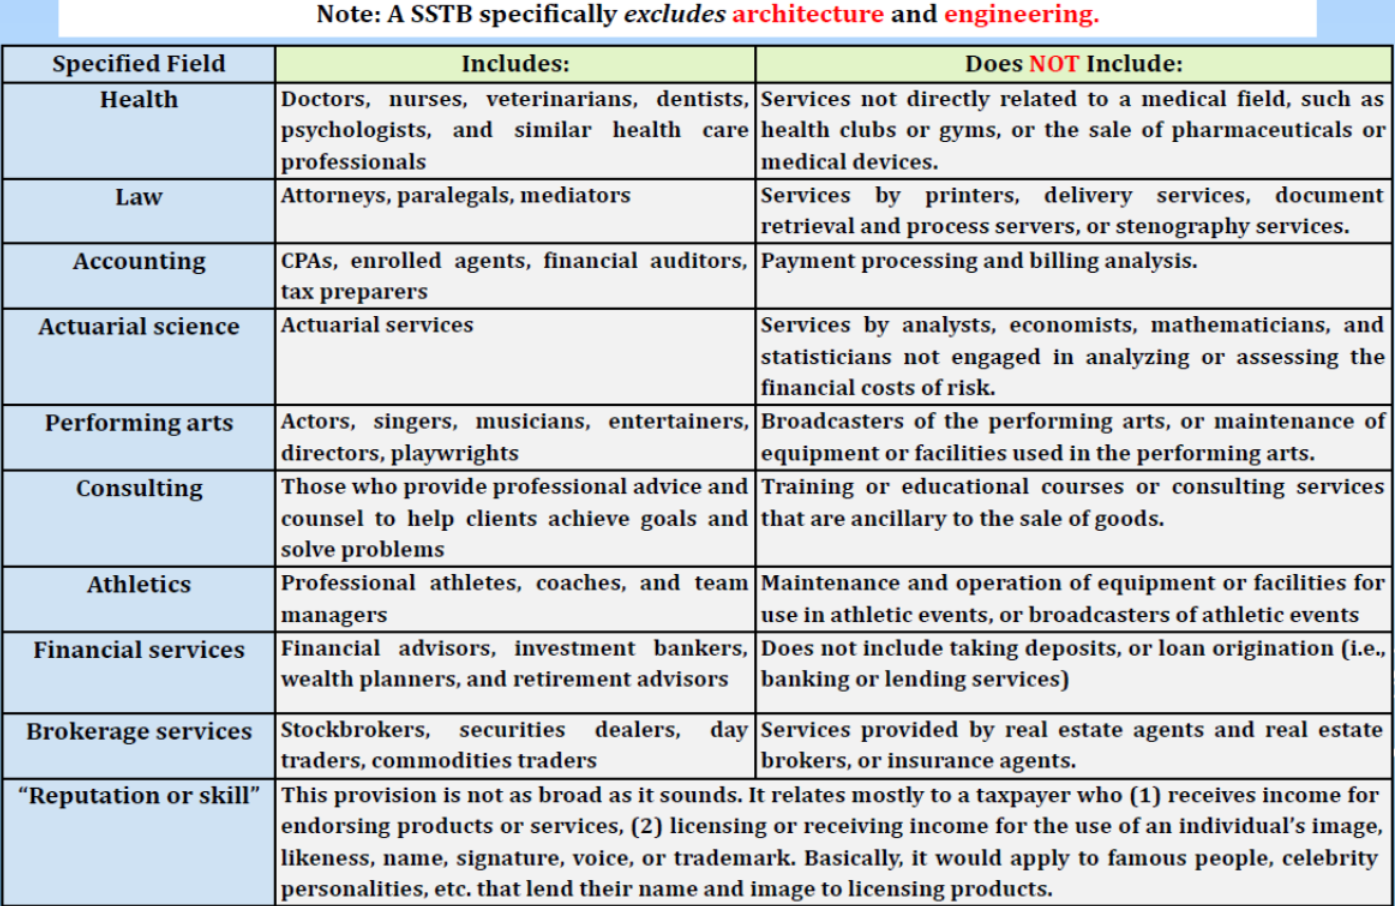 Note: A SSTB specifically excludes architecture and engineering.
Specified Field
Includes:
Does NOT Include:
Health
Doctors, nurses, veterinarians, dentists,
psychologists, and similar health care
professionals
Services not directly related to a medical field, such as
health clubs or gyms, or the sale of pharmaceuticals or
medical devices.
Law
Attorneys, paralegals, mediators
Services by printers, delivery services, document
retrieval and process servers, or stenography services.
Accounting
CPAs, enrolled agents, financial auditors,
tax preparers
Payment processing and billing analysis.
Actuarial science
Actuarial services
Services by analysts, economists, mathematicians, and
statisticians not engaged in analyzing or assessing the
financial costs of risk.
Performing arts
Actors, singers, musicians, entertainers,
directors, playwrights
Broadcasters of the performing arts, or maintenance of
equipment or facilities used in the performing arts.
Consulting
Those who provide professional advice and
counsel to help clients achieve goals and
solve problems
Training or educational courses or consulting services
that are ancillary to the sale of goods.
Athletics
Professional athletes, coaches, and team
managers
Maintenance and operation of equipment or facilities for
use in athletic events, or broadcasters of athletic events
Financial services
Financial advisors, investment bankers,
wealth planners, and retirement advisors
Does not include taking deposits, or loan origination (i.e.,
banking or lending services)
Brokerage services
Stockbrokers, securities dealers, day
traders, commodities traders
Services provided by real estate agents and real estate
brokers, or insurance agents.
“Reputation or skill”
This provision is not as broad as it sounds. It relates mostly to a taxpayer who (1) receives income for
endorsing products or services, (2) licensing or receiving income for the use of an individual’s image,
likeness, name, signature, voice, or trademark. Basically, it would apply to famous people, celebrity
personalities, etc. that lend their name and image to licensing products.